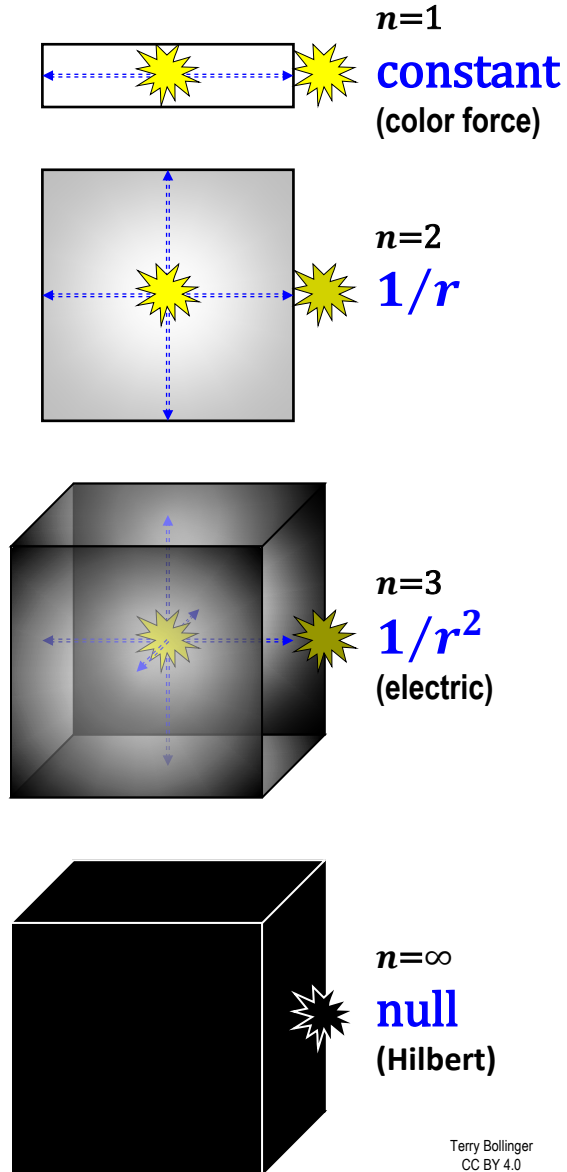 n=1
constant
(color force)
n=2
1/r
n=3
1/r²
(electric)
n=∞
null
(Hilbert)
Terry Bollinger
CC BY 4.0